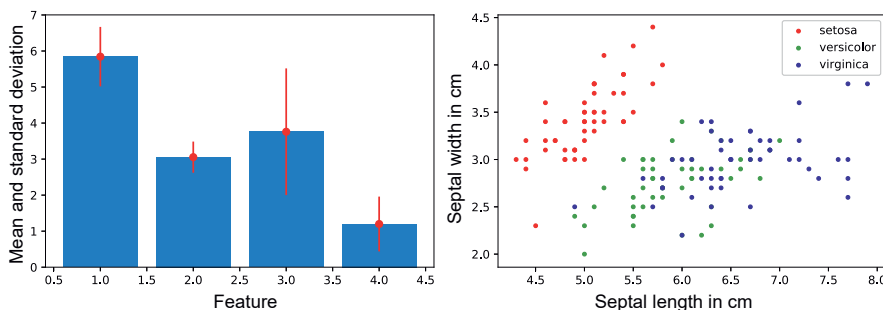 Mean and standard deviation
7
6
5
4
3
2
1
0
0.5 1.0 1.5 2.0 2.5 3.0 3.5 4.0 4.5
Feature
Septal width in cm
4.5
4.0
3.5
3.0
2.5
2.0
setosa
versicolor
virginica
4.5 5.0 5.5 6.0 6.5 7.0 7.5 8.0
Septal length in cm